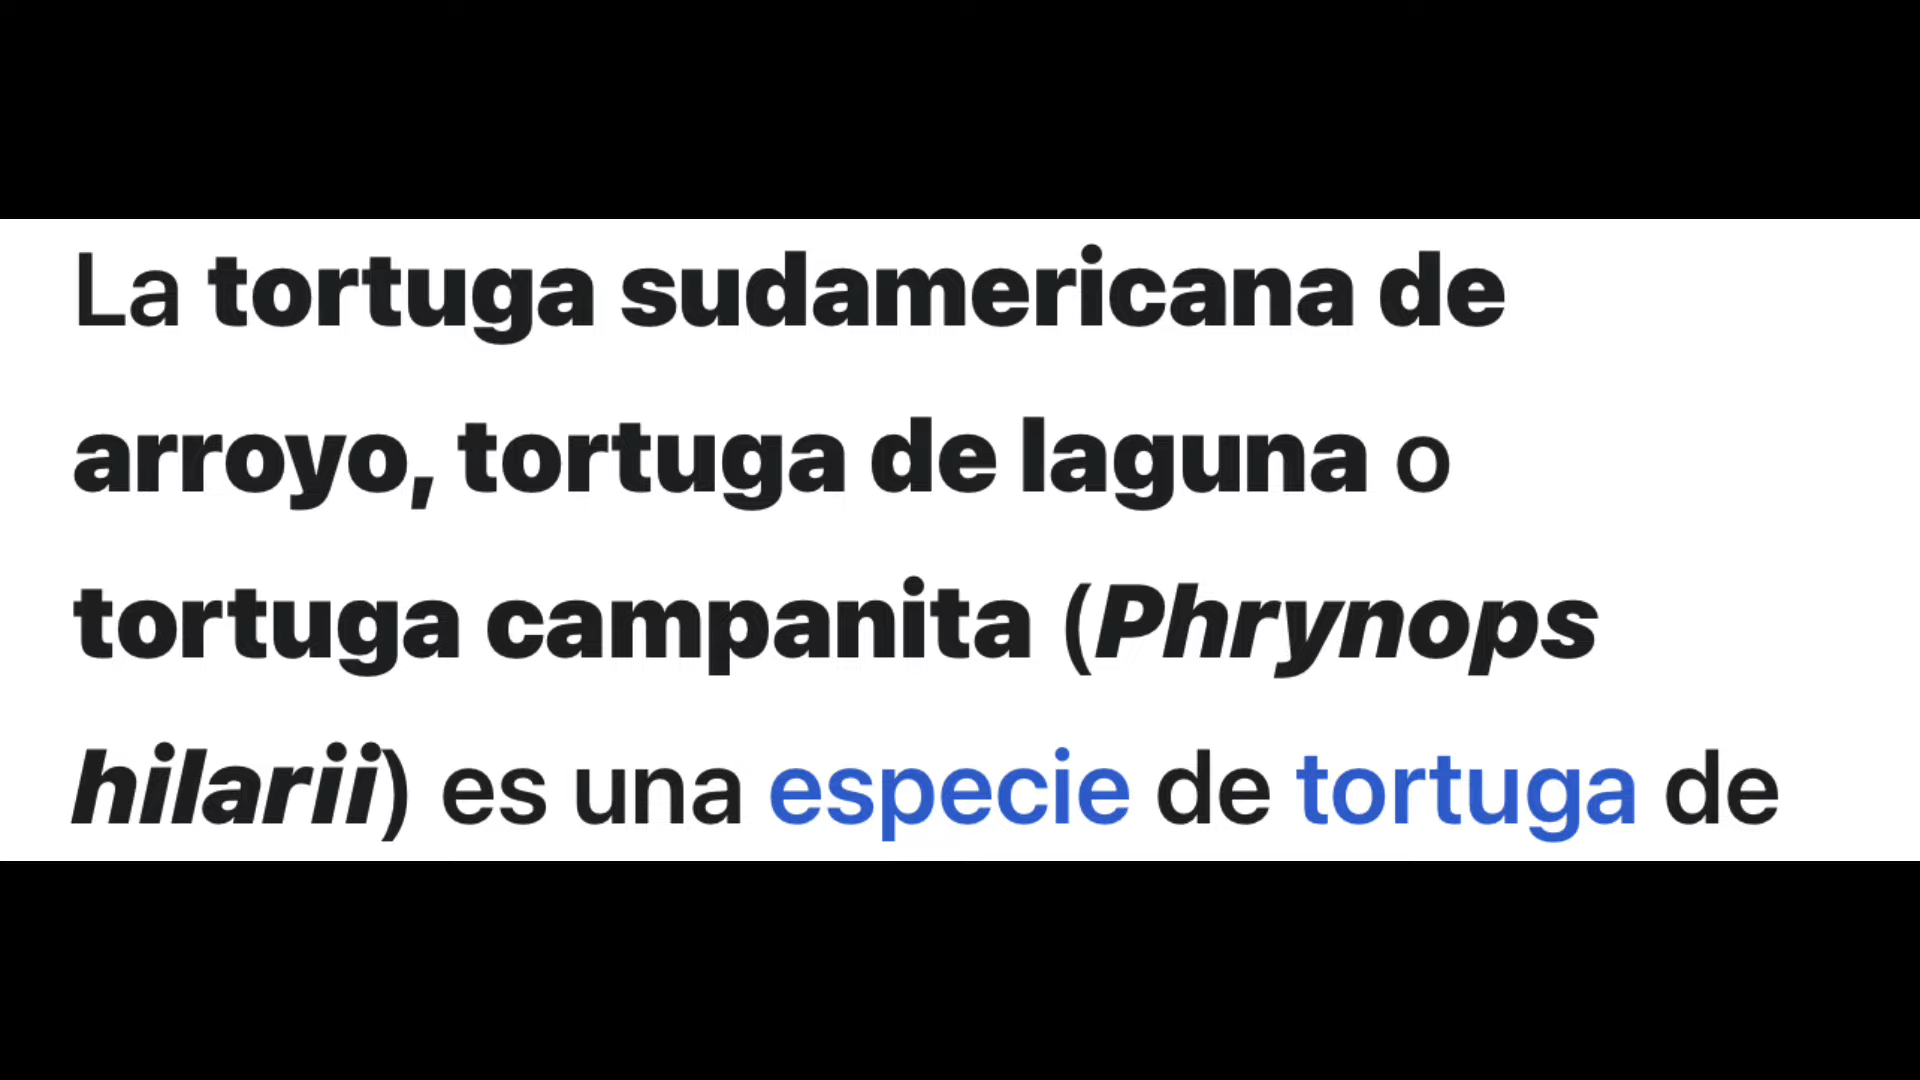 La tortuga sudamericana de
arroyo, tortuga de laguna o
tortuga campanita (Phrynops
hilarii) es una especie de tortuga de